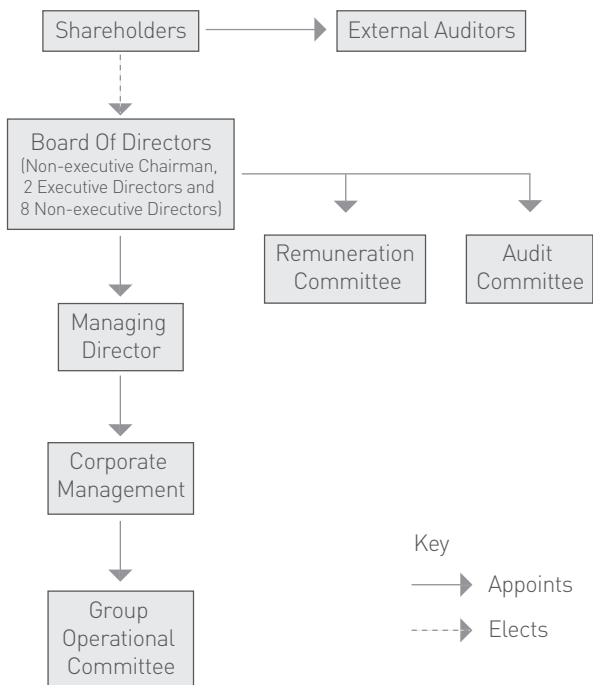 Shareholders
External Auditors
Board Of Directors
(Non-executive Chairman,
2 Executive Directors and
8 Non-executive Directors)
Remuneration
Committee
Audit
Committee
Managing
Director
Corporate
Management
Group
Operational
Committee
Key
Appoints
Elects